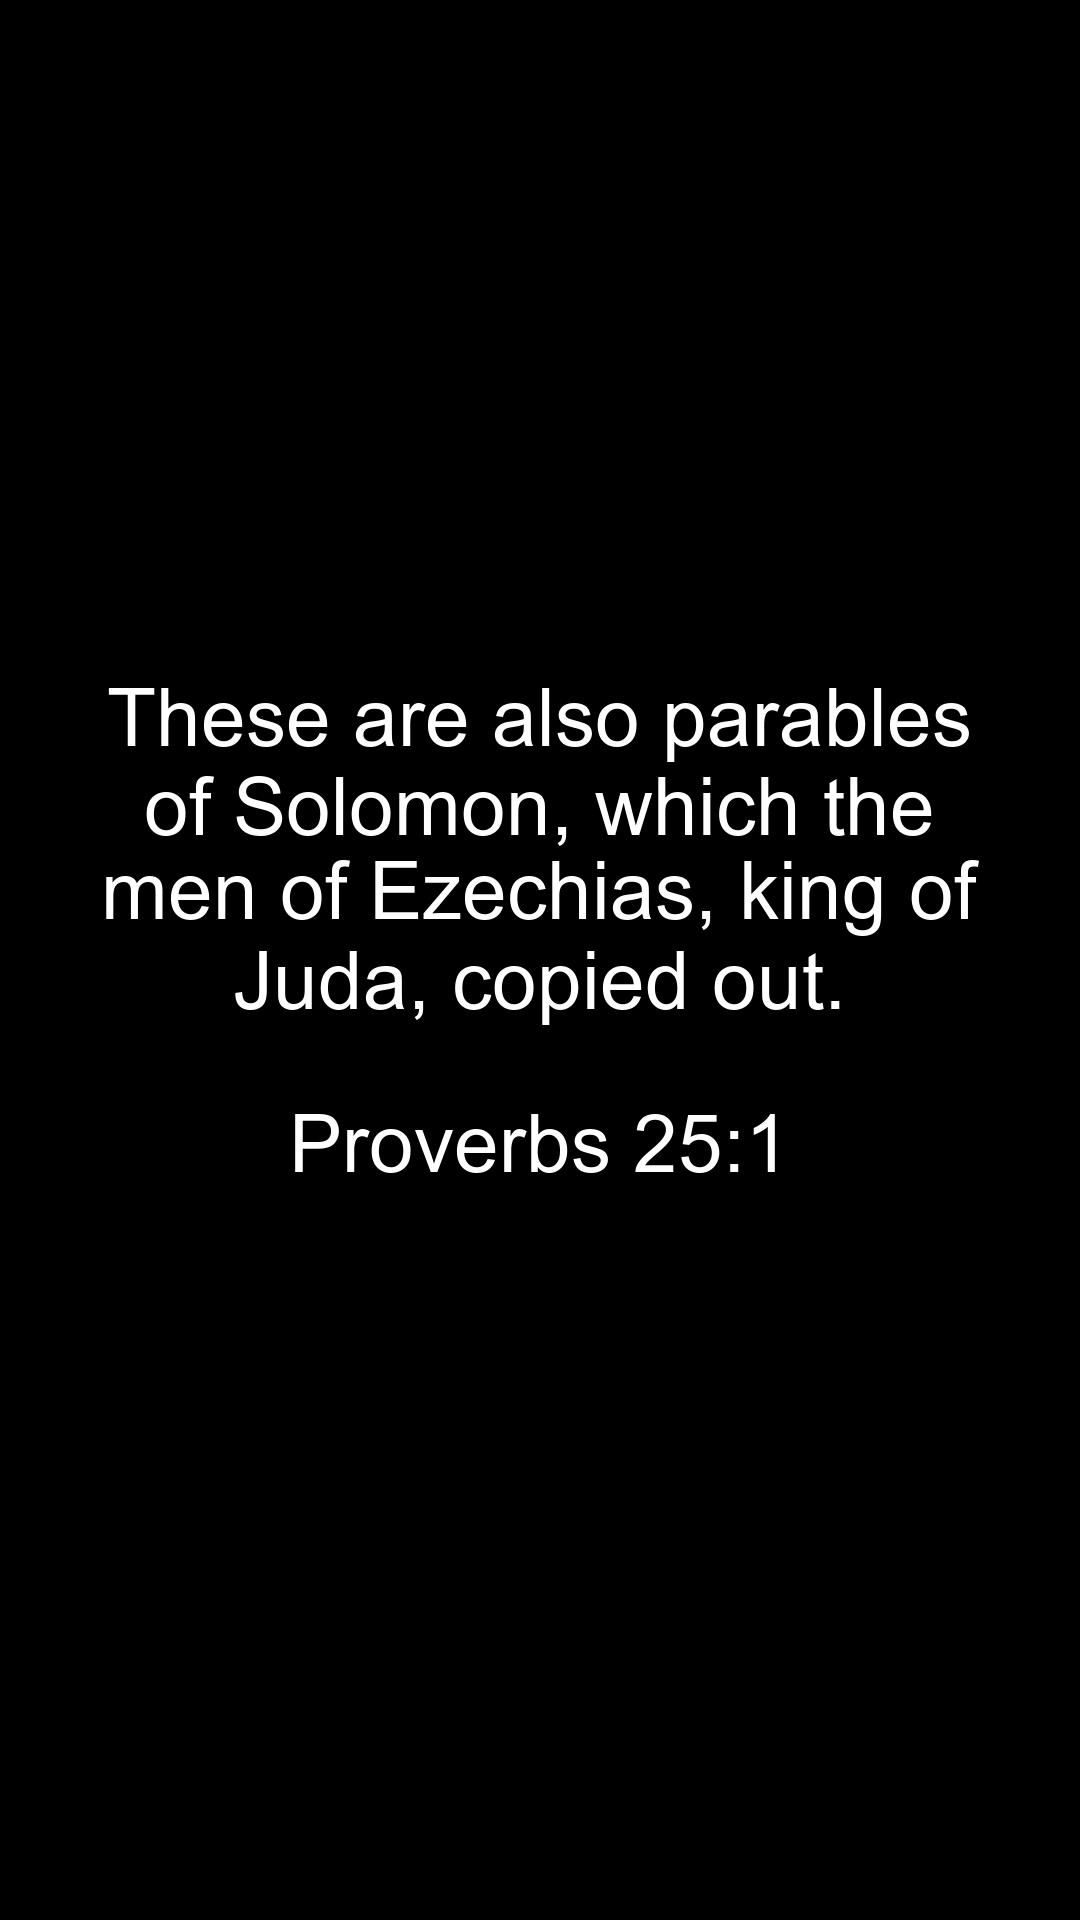 These are also parables
of Solomon, which the
men of Ezechias, king of
Juda, copied out.
Proverbs 25:1